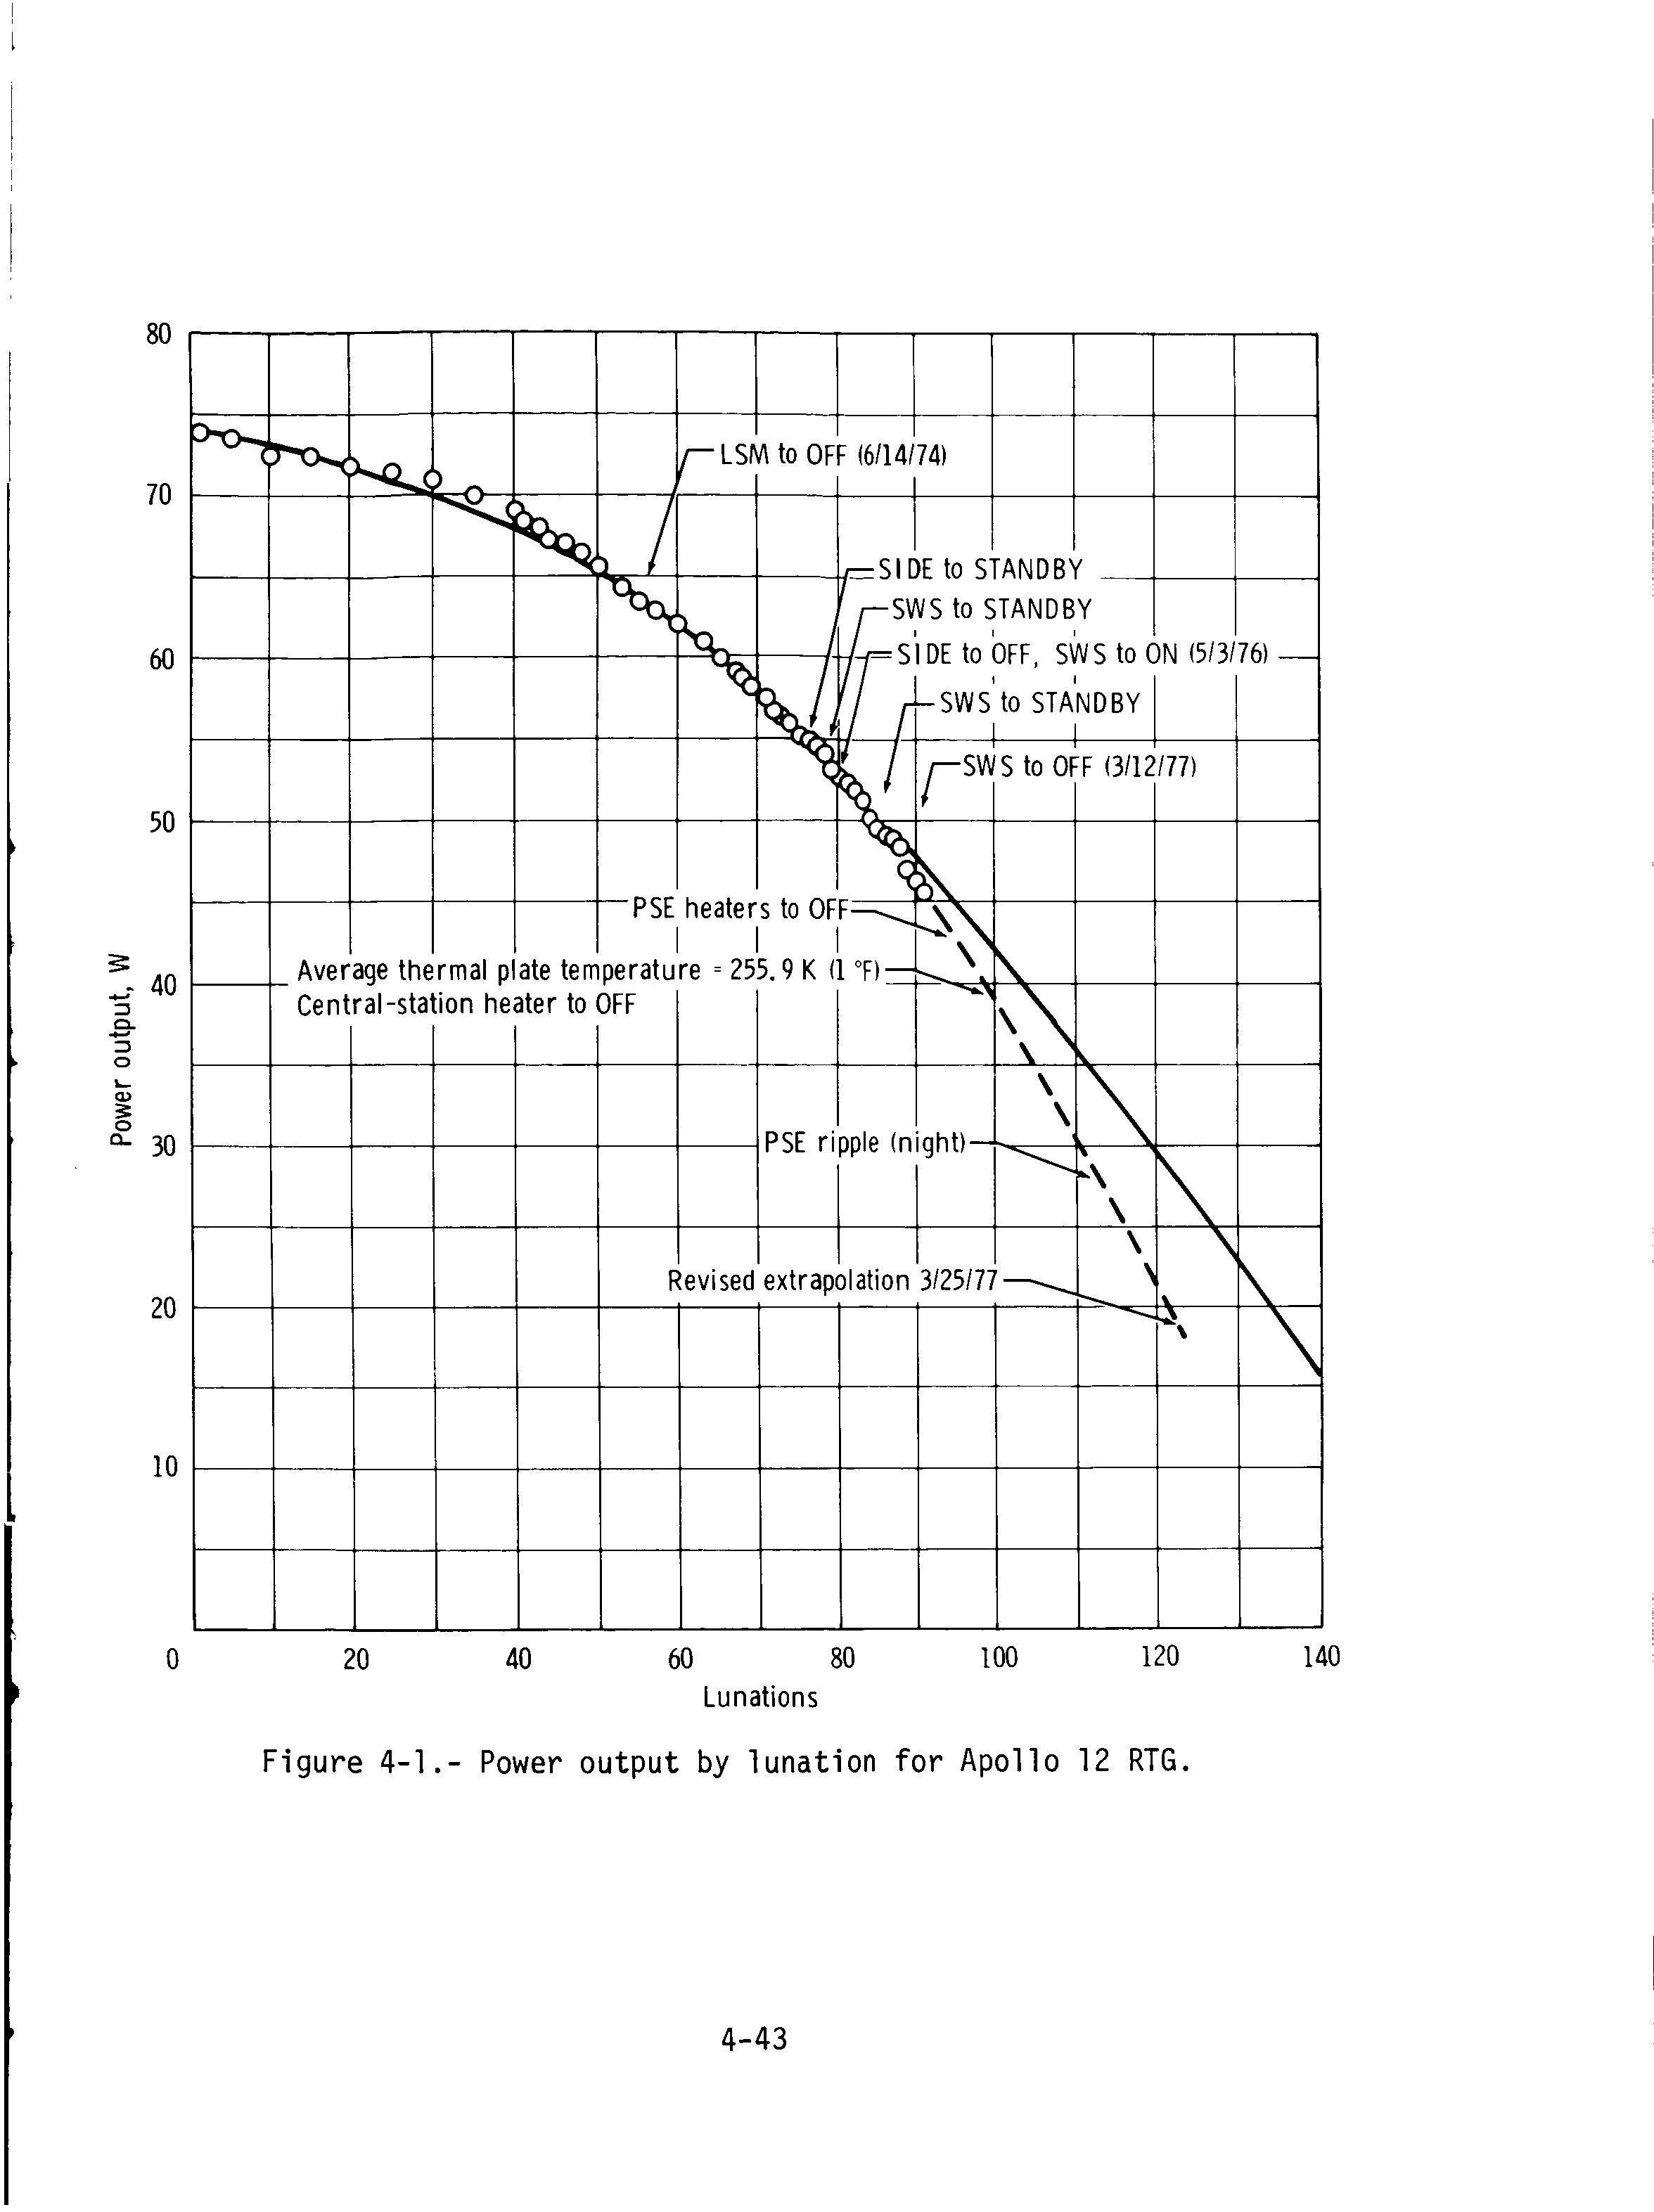 80
70
60
50
40
30
20
10
0
Power output, W
LSM to OFF (6/14/74)
SIDE to STANDBY
SWS to STANDBY
SIDE to OFF, SWS to ON (5/3/76)
SWS to STANDBY
SWS to OFF (3/12/77)
PSE heaters to OFF
Average thermal plate temperature = 255.9 K (1 °F)
Central-station heater to OFF
PSE ripple (night)
Revised extrapolation 3/25/77
20 40 60 80 100 120 140
Lunations
Figure 4-1.- Power output by lunation for Apollo 12 RTG.
4-43